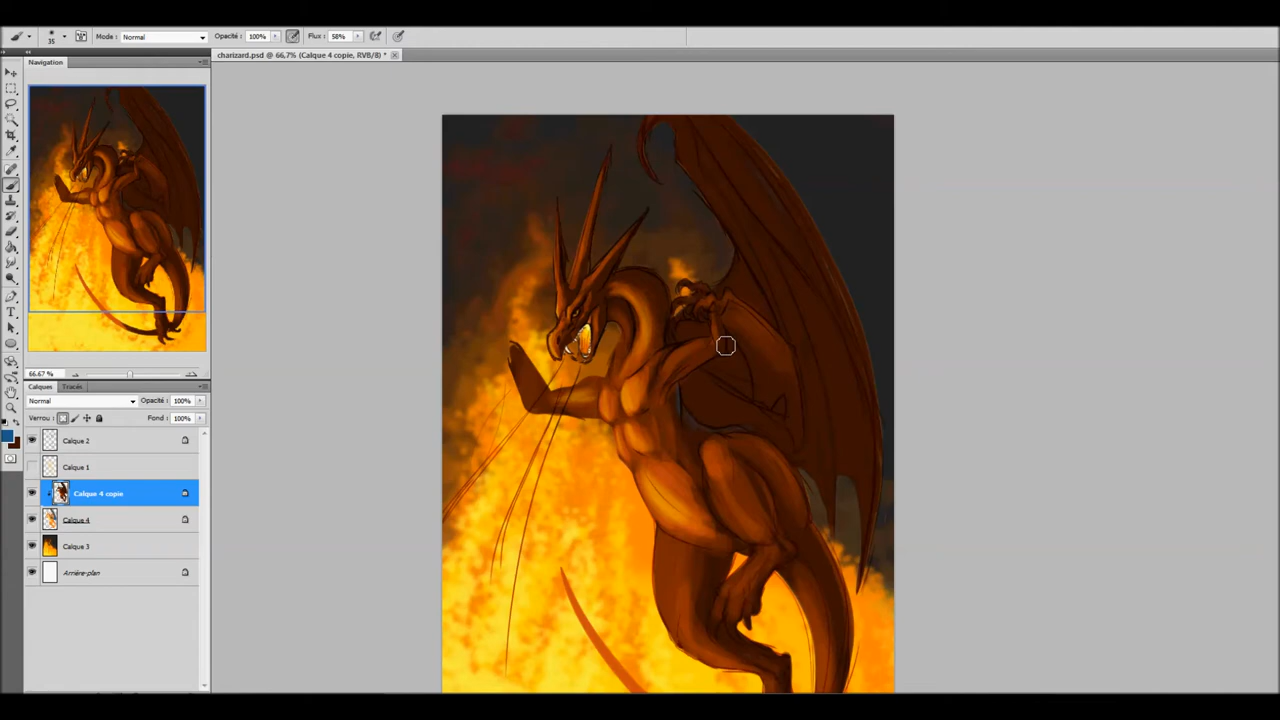 35
Mode: Normal
Opacité: 100%
Flux: 58%
charizard.psd @ 66,7% (Calque 4 copie, RVB/8) *
Navigation
66.67 %
Calques Tracés
Normal Opacité: 100%
Verrou: Fond: 100%
Calque 2
Calque 1
Calque 4 copie
Calque 4
Calque 3
Arrière-plan